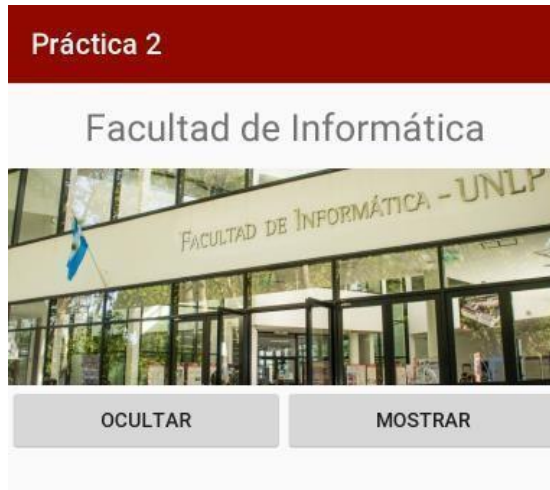 Práctica 2
Facultad de Informática
FACULTAD DE INFORMÁTICA - UNLP
OCULTAR MOSTRAR